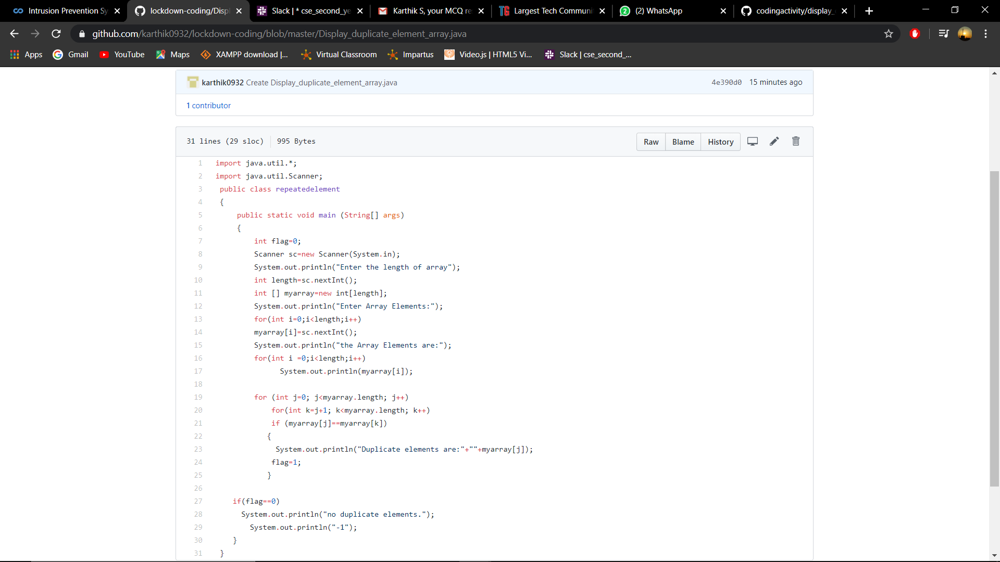 Intrusion Prevention Sy
lockdown-coding/Displ
Slack | * cse_second_ye
Karthik S, your MCQ re
Largest Tech Communi
(2) WhatsApp
codingactivity/display_
github.com/karthik0932/lockdown-coding/blob/master/Display_duplicate_element_array.java
Apps
Gmail
YouTube
Maps
XAMPP download |...
Virtual Classroom
Impartus
Video.js | HTML5 Vi...
Slack | cse_second_...
karthik0932 Create Display_duplicate_element_array.java
4e390d0 15 minutes ago
1 contributor
31 lines (29 sloc) 995 Bytes
Raw Blame History
1 import java.util.*;
2 import java.util.Scanner;
3 public class repeatedelement
4 {
5 public static void main (String[] args)
6 {
7 int flag=0;
8 Scanner sc=new Scanner(System.in);
9 System.out.println("Enter the length of array");
10 int length=sc.nextInt();
11 int [] myarray=new int[length];
12 System.out.println("Enter Array Elements:");
13 for(int i=0;i<length;i++)
14 myarray[i]=sc.nextInt();
15 System.out.println("the Array Elements are:");
16 for(int i =0;i<length;i++)
17 System.out.println(myarray[i]);
18
19 for (int j=0; j<myarray.length; j++)
20 for(int k=j+1; k<myarray.length; k++)
21 if (myarray[j]==myarray[k])
22 {
23 System.out.println("Duplicate elements are:"+""+myarray[j]);
24 flag=1;
25 }
26
27 if(flag==0)
28 System.out.println("no duplicate elements.");
29 System.out.println("-1");
30 }
31 }